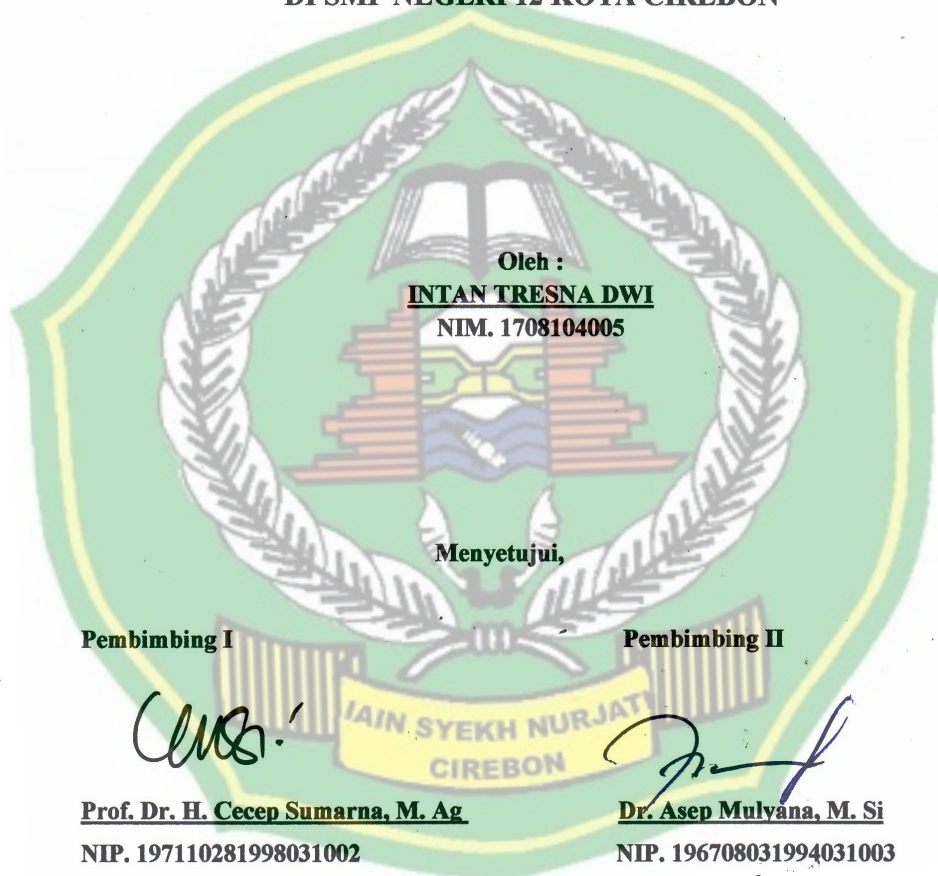 DI SMP NEGERI 12 KOTA CIREBON
Oleh :
INTAN TRESNA DWI
NIM. 1708104005
Menyetujui,
Pembimbing I
Pembimbing II
IAIN SYEKH NURJATI
CIREBON
Prof. Dr. H. Cecep Sumarna, M. Ag
Dr. Asep Mulyana, M. Si
NIP. 197110281998031002
NIP. 196708031994031003